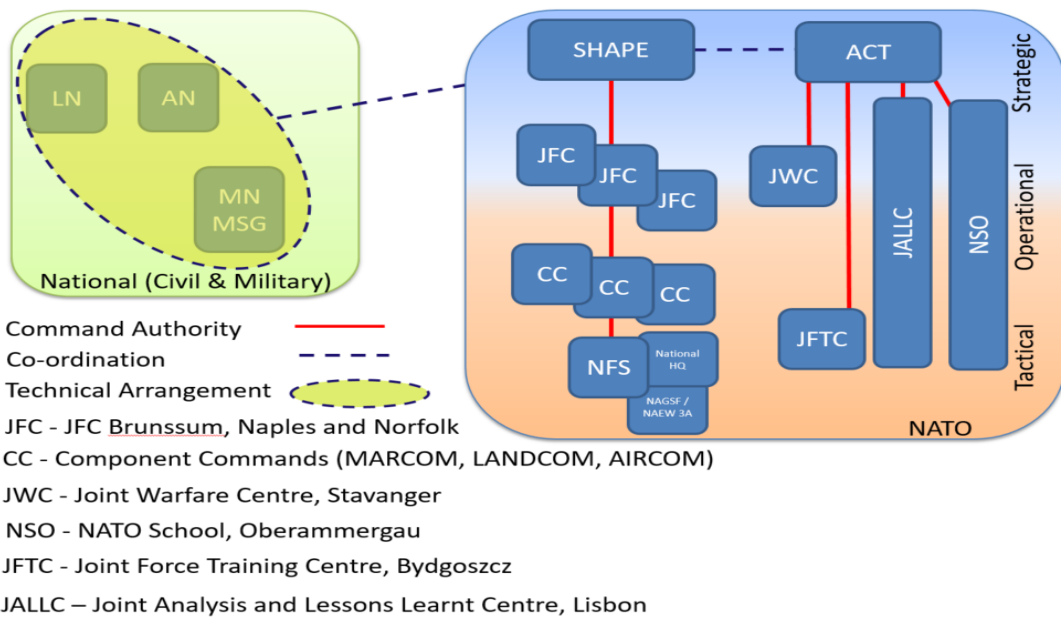 SHAPE
ACT
LN
AN
MN
MSG
National (Civil & Military)
JFC
JFC
JFC
CC
CC
CC
NFS
National
HQ
NAGSF /
NAEW 3A
JWC
JFTC
JALLC
NSO
Strategic
Operational
Tactical
NATO
Command Authority
Co-ordination
Technical Arrangement
JFC - JFC Brunssum, Naples and Norfolk
CC - Component Commands (MARCOM, LANDCOM, AIRCOM)
JWC - Joint Warfare Centre, Stavanger
NSO - NATO School, Oberammergau
JFTC - Joint Force Training Centre, Bydgoszcz
JALLC – Joint Analysis and Lessons Learnt Centre, Lisbon